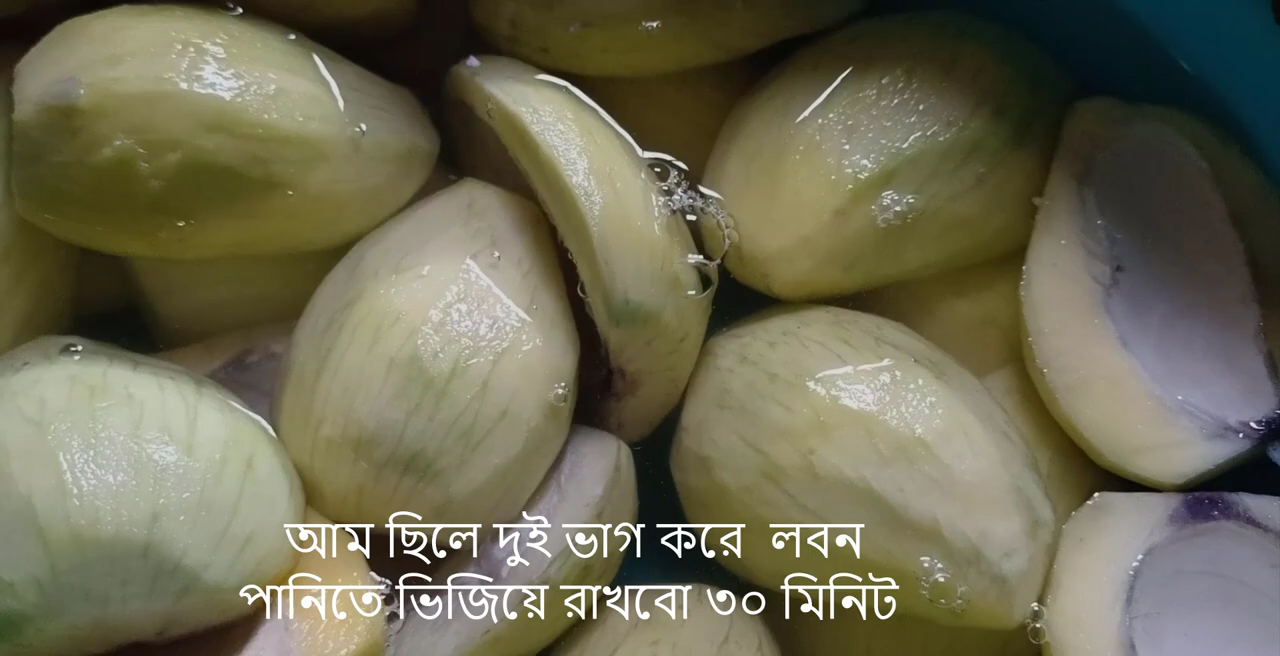 আম ছিলে দুই ভাগ করে লবন
পানিতে ভিজিয়ে রাখবো ৩০ মিনিট